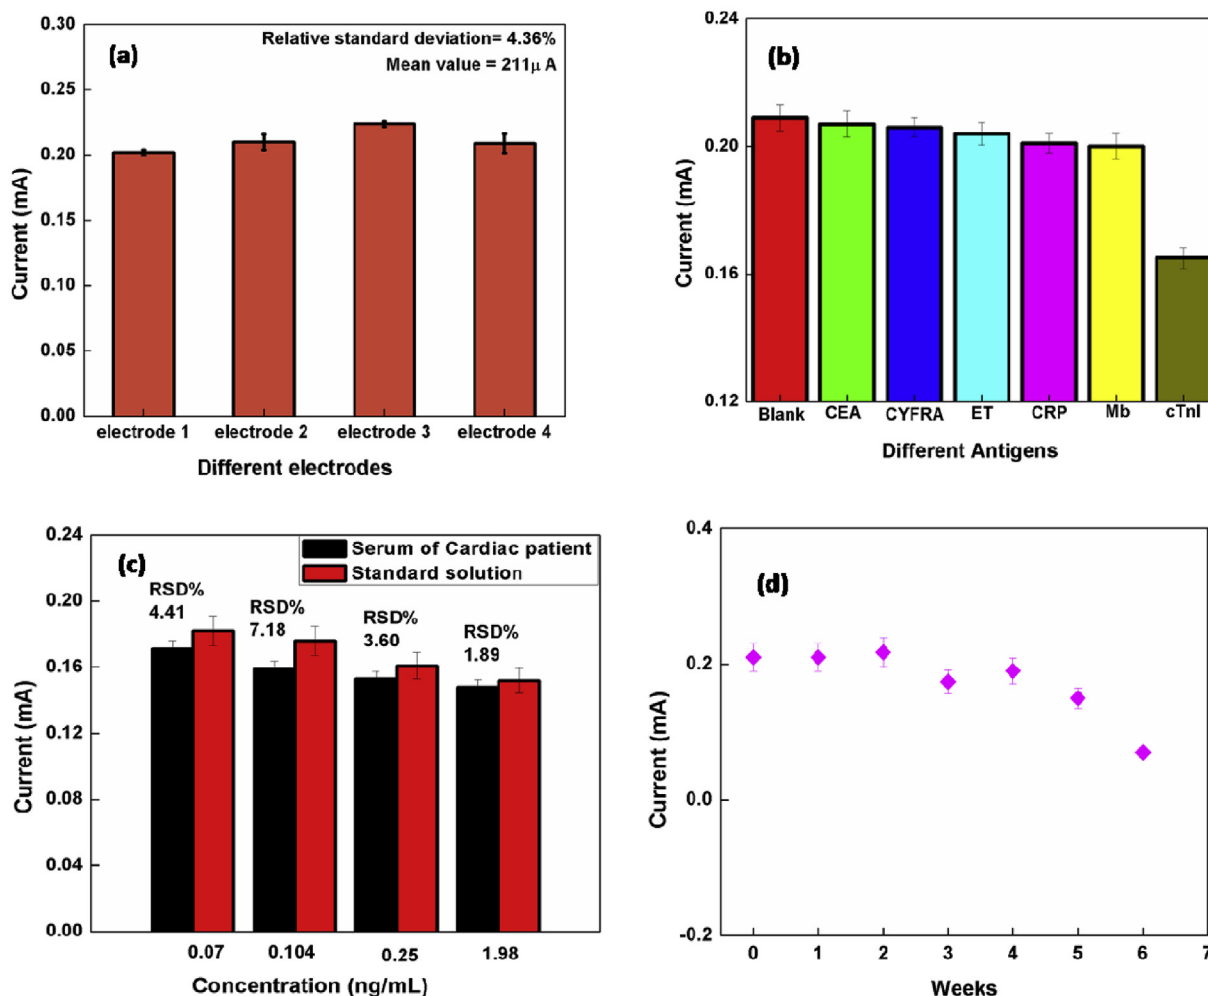 (a)
Relative standard deviation= 4.36%
Mean value = 211μ A
0.30
0.25
0.20
0.15
0.10
0.05
0.00
Current (mA)
electrode 1 electrode 2 electrode 3 electrode 4
Different electrodes
(b)
0.24
0.20
0.16
0.12
Current (mA)
Blank CEA CYFRA ET CRP Mb cTnI
Different Antigens
(c)
Serum of Cardiac patient
Standard solution
RSD%
4.41
RSD%
7.18
RSD%
3.60
RSD%
1.89
0.24
0.20
0.16
0.12
0.08
0.04
0.00
Current (mA)
0.07 0.104 0.25 1.98
Concentration (ng/mL)
(d)
0.4
0.2
0.0
-0.2
Current (mA)
0 1 2 3 4 5 6 7
Weeks